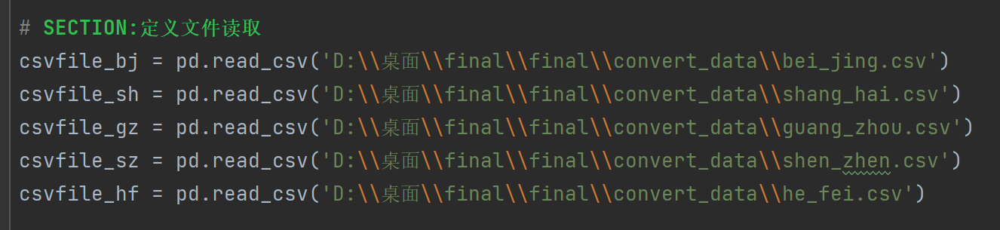 # SECTION:定义文件读取
csvfile_bj = pd.read_csv('D:\\桌面\\final\\final\\convert_data\\bei_jing.csv')
csvfile_sh = pd.read_csv('D:\\桌面\\final\\final\\convert_data\\shang_hai.csv')
csvfile_gz = pd.read_csv('D:\\桌面\\final\\final\\convert_data\\guang_zhou.csv')
csvfile_sz = pd.read_csv('D:\\桌面\\final\\final\\convert_data\\shen_zhen.csv')
csvfile_hf = pd.read_csv('D:\\桌面\\final\\final\\convert_data\\he_fei.csv')